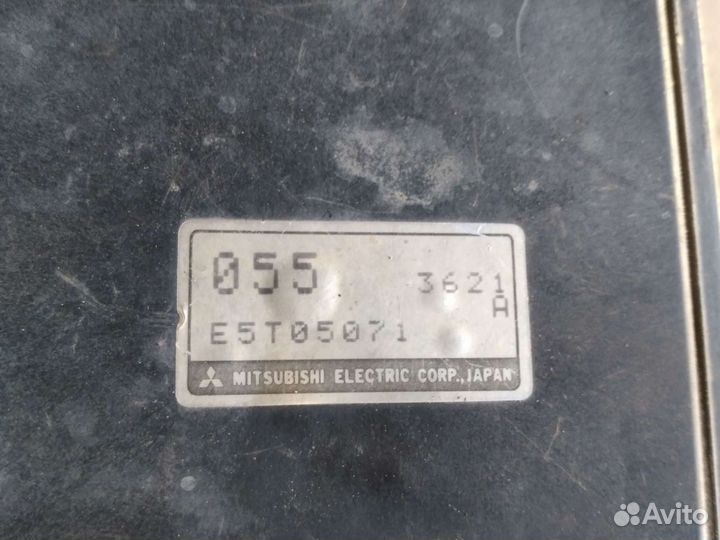 055 3621
A
E5T05071
MITSUBISHI ELECTRIC CORP., JAPAN
Avito